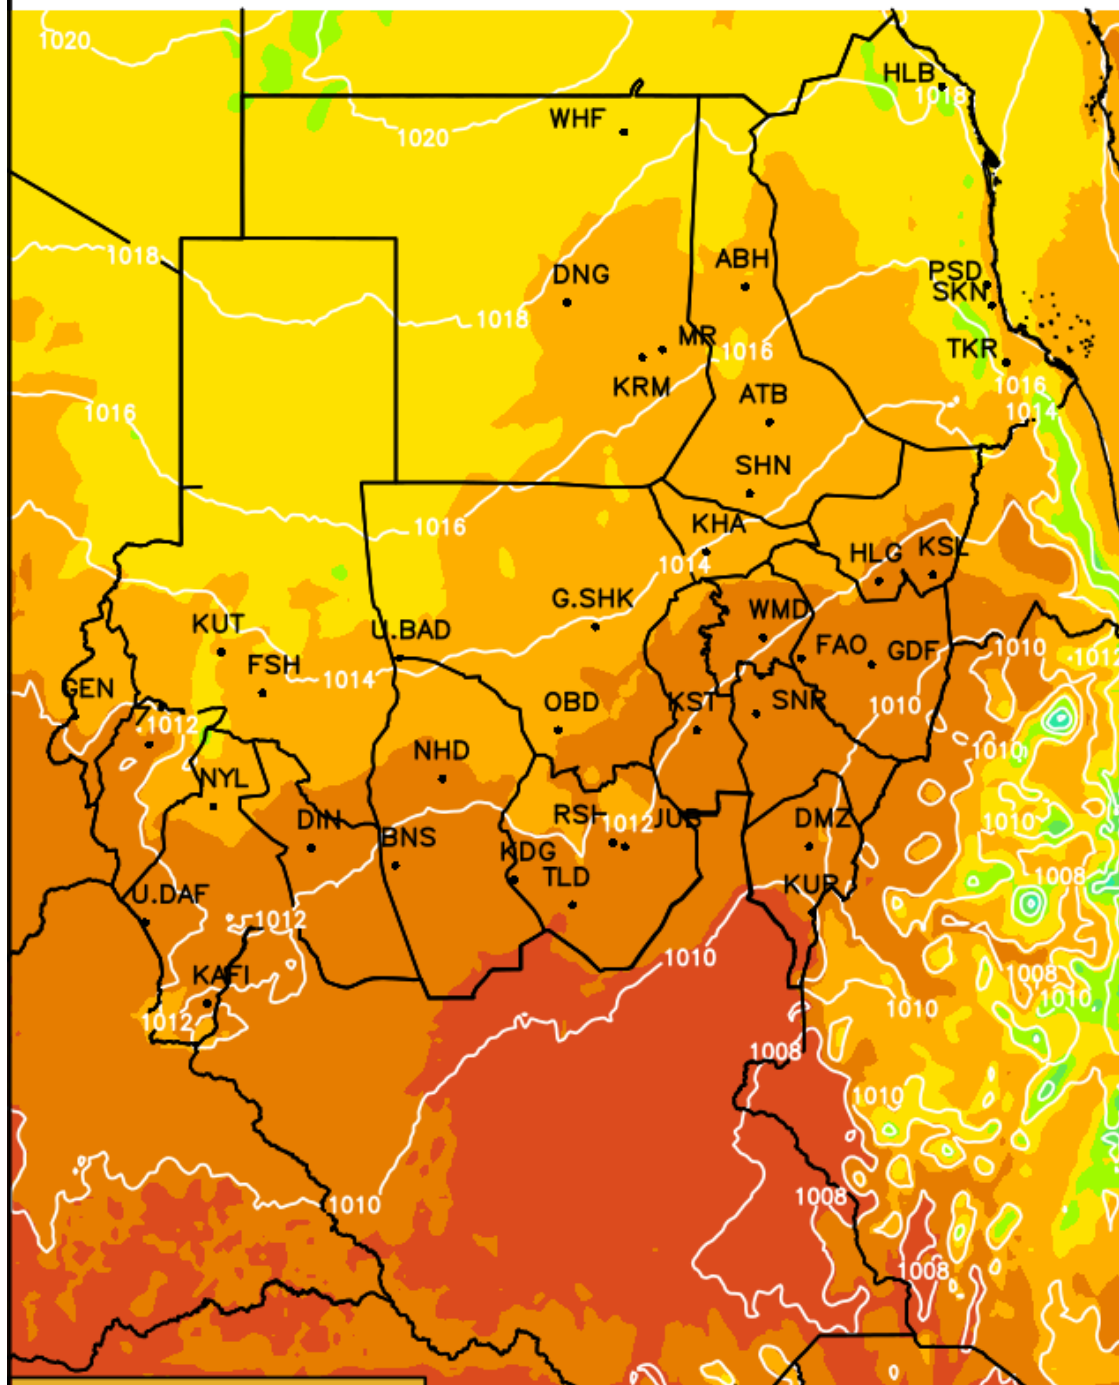 1020
HLB
1018
WHF
1020
1018
DNG
ABH
PSD
SKN
1018
MR
1016
TKR
KRM
1016
1016
ATB
1014
SHN
1016
KHA
HLG
KSL
1014
G.SHK
WMD
KUT
U.BAD
FAO
GDF
1010
1012
FSH
1014
GEN
OBD
KST
SNR
1010
1012
NHD
1010
NYL
DIN
BNS
RSH
1012
JUB
DMZ
1010
KDG
TLD
1008
U.DAF
KUR
1012
KAFI
1010
1008
1010
1010
1012
1008
1010
1010
1008
1008